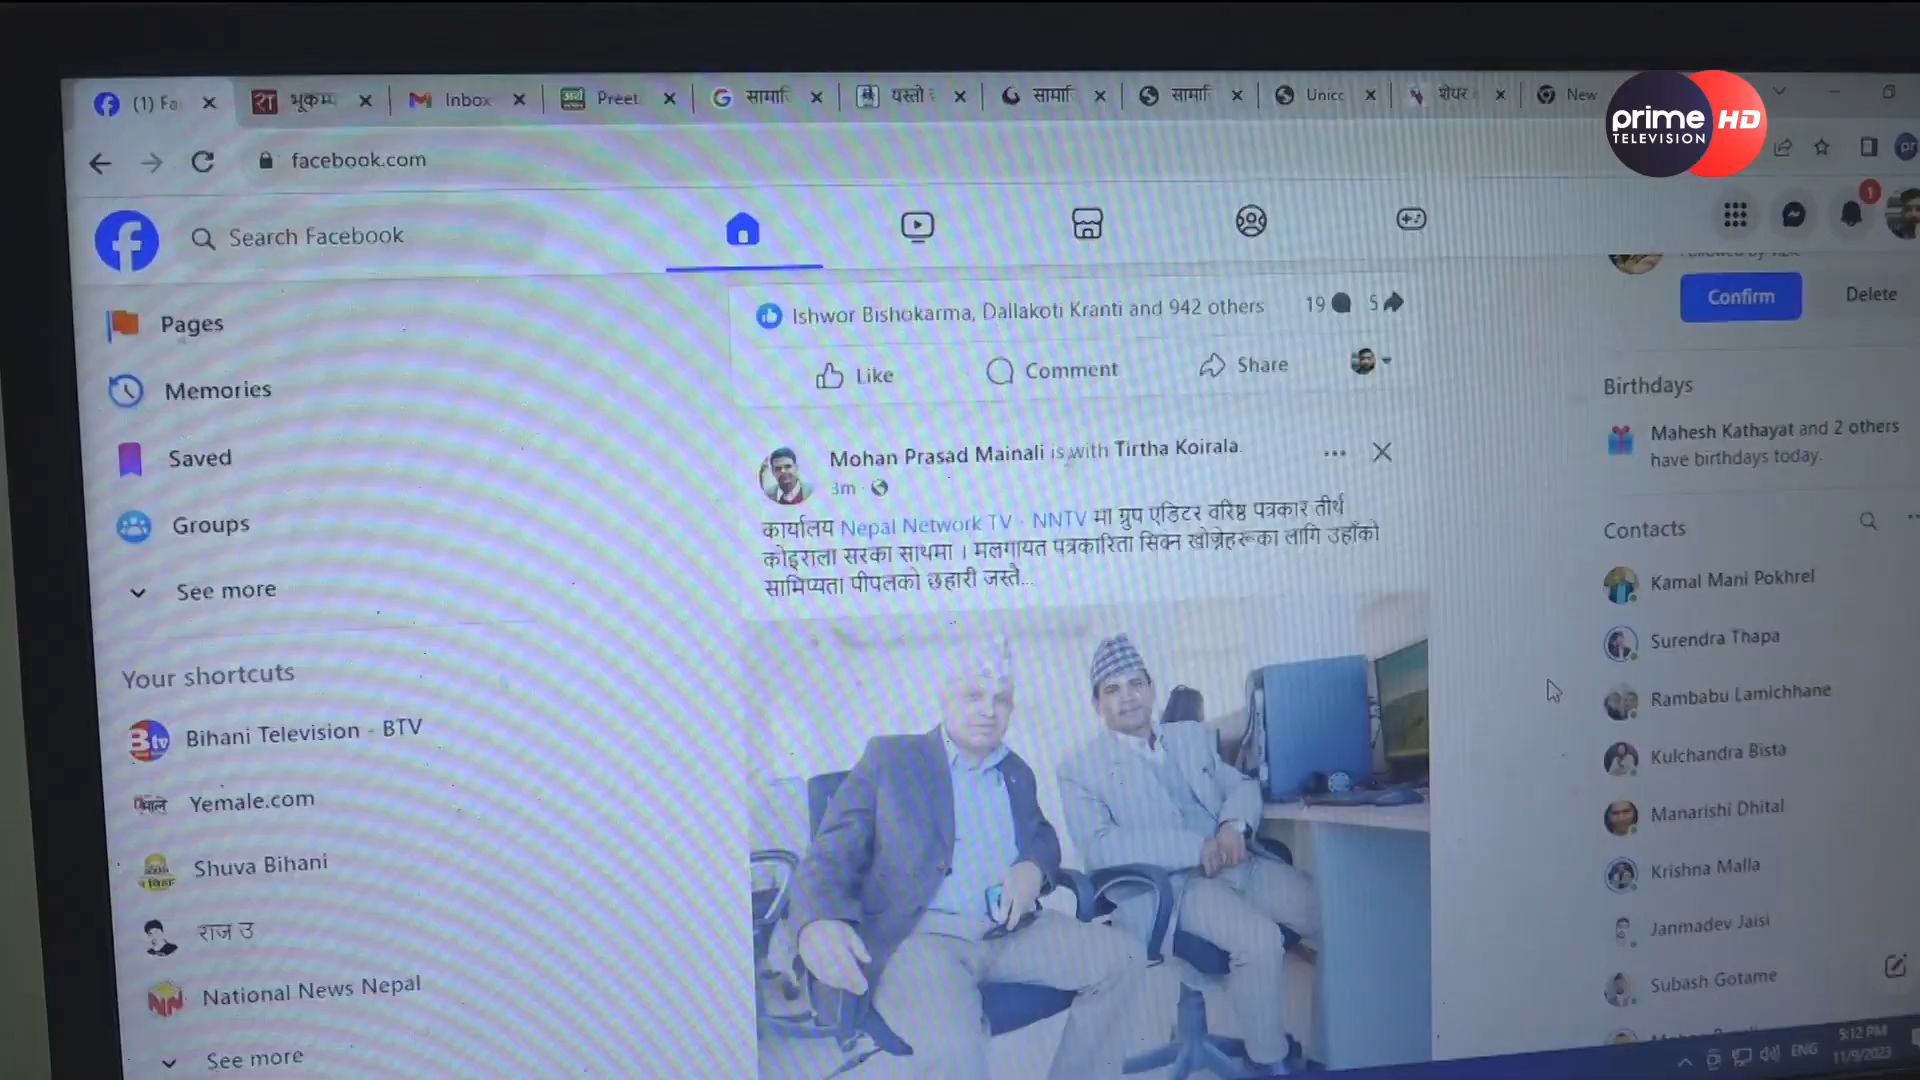 (1) Fa
भूकम्प
Inbox
Preet
सामाजि
यस्तो
सामाजि
सामाजि
Unicc
शेयर
New
prime HD
TELEVISION
facebook.com
Search Facebook
1
Pages
Memories
Saved
Groups
See more
Your shortcuts
Btv
Bihani Television - BTV
Yemale.com
Shuva Bihani
राज उ
National News Nepal
See more
Ishwor Bishokarma, Dallakoti Kranti and 942 others
19
5
Like
Comment
Share
Mohan Prasad Mainali is with Tirtha Koirala.
3m
कार्यालय Nepal Network TV - NNTV मा ग्रुप एडिटर वरिष्ठ पत्रकार तीर्थ
कोइराला सरका साथमा । मलगायत पत्रकारिता सिक्न खोज्नेहरूका लागि उहाँको
सामिप्यता पीपलको छहारी जस्तै...
Confirm
Delete
Birthdays
Mahesh Kathayat and 2 others
have birthdays today.
Contacts
Kamal Mani Pokhrel
Surendra Thapa
Rambabu Lamichhane
Kulchandra Bista
Manarishi Dhital
Krishna Malla
Janmadev Jaisi
Subash Gotame
ENG
5:12 PM
11/9/2023